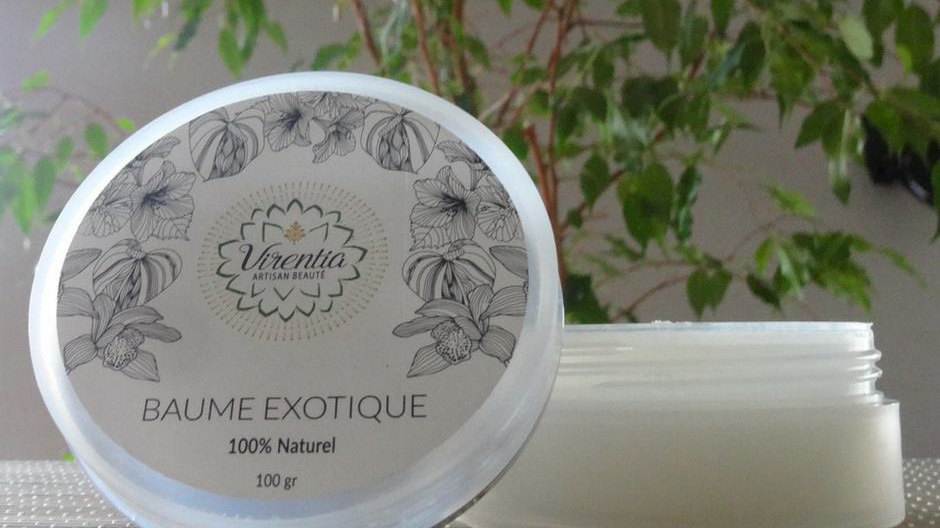 Virentia
ARTISAN BEAUTÉ
BAUME EXOTIQUE
100% Naturel
100 gr